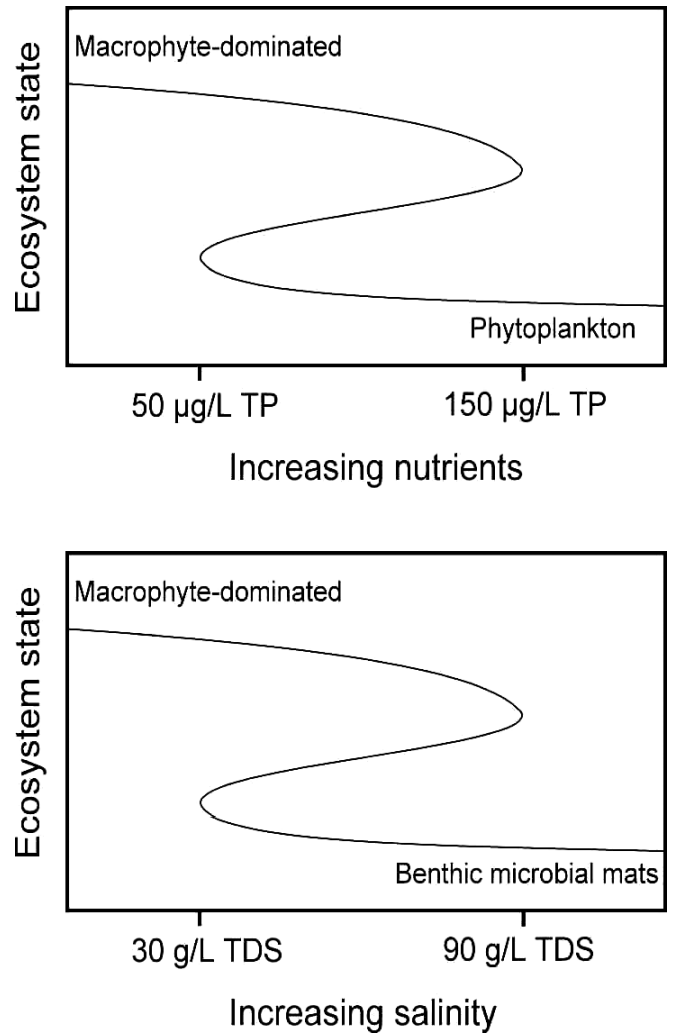 Macrophyte-dominated
Ecosystem state
Phytoplankton
50 µg/L TP
150 µg/L TP
Increasing nutrients
Macrophyte-dominated
Ecosystem state
Benthic microbial mats
30 g/L TDS
90 g/L TDS
Increasing salinity